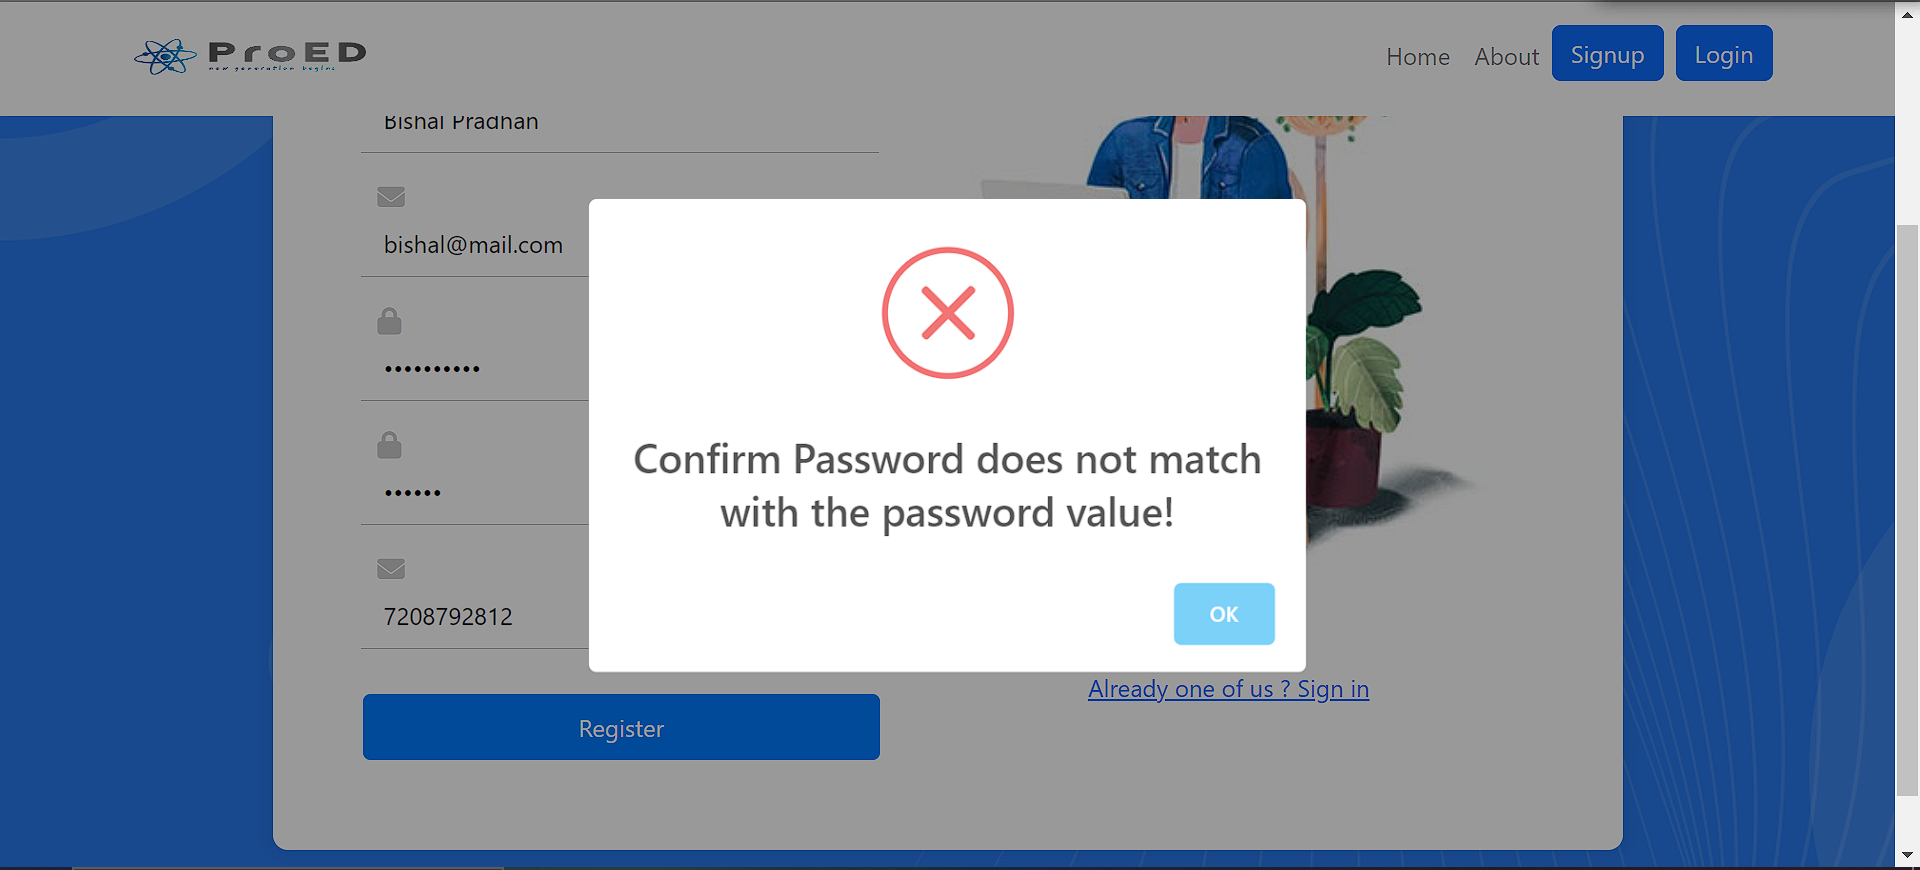 ProED
new generation begins
Home
About
Signup
Login
Bishal Pradhan
bishal@mail.com
••••••••••
••••••
7208792812
Register
Confirm Password does not match
with the password value!
OK
Already one of us ? Sign in